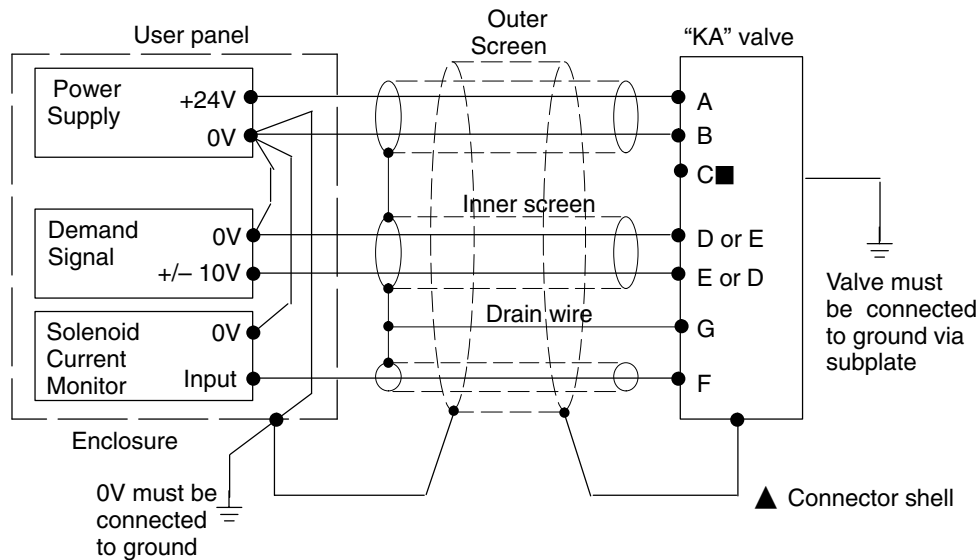 Outer
Screen
User panel
“KA” valve
Power
Supply
+24V
0V
A
B
C■
Inner screen
Demand
Signal
0V
+/– 10V
D or E
E or D
Valve must
be connected
to ground via
subplate
Drain wire
Solenoid
Current
Monitor
0V
Input
G
F
Enclosure
0V must be
connected
to ground
▲ Connector shell